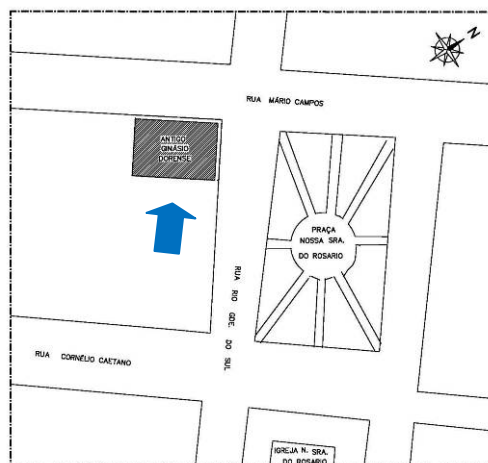 N
RUA MÁRIO CAMPOS
ANTIGO
GINÁSIO
DORENSE
PRAÇA
NOSSA SRA.
DO ROSARIO
RUA RIO GDE. DO SUL
RUA CORNÉLIO CAETANO
IGREJA N. SRA.
DO ROSARIO